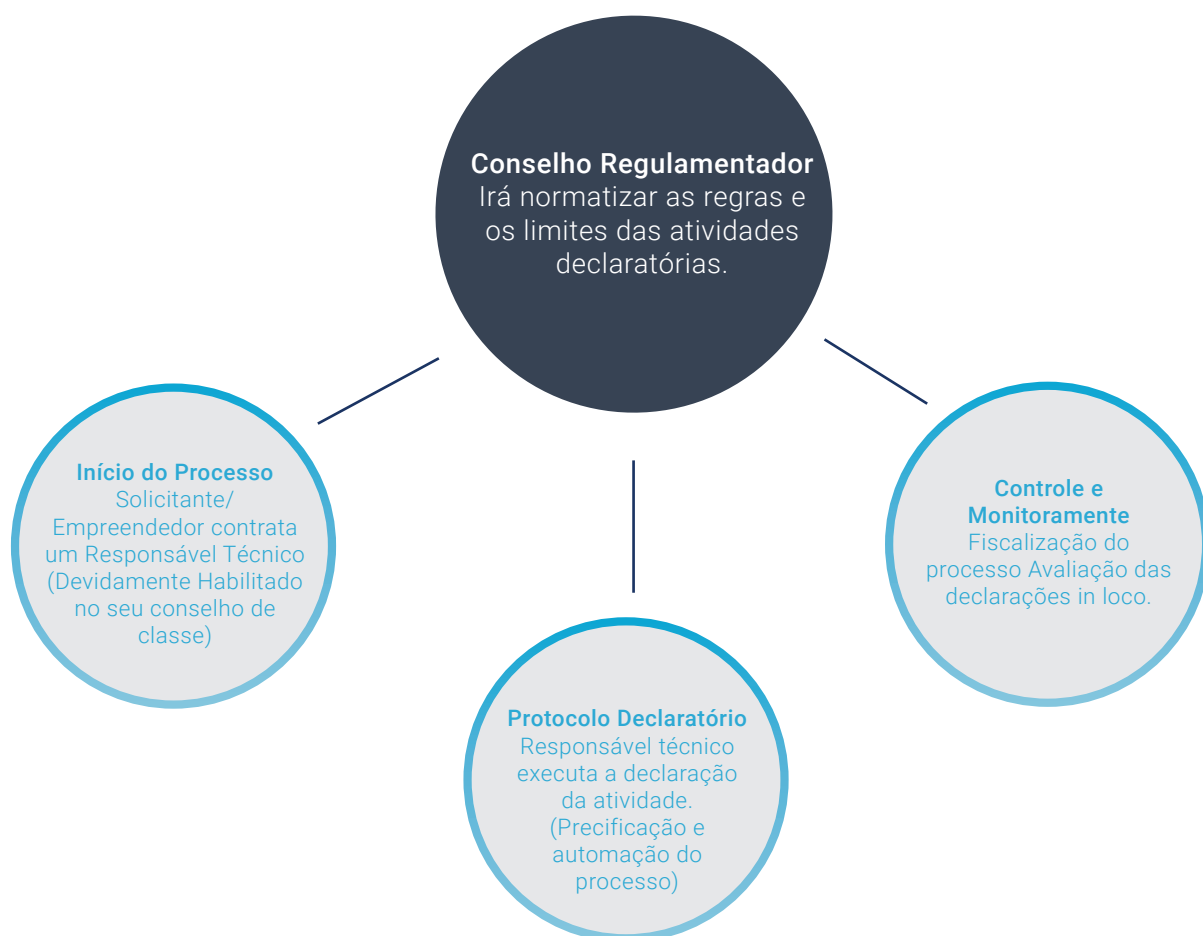 Conselho Regulamentador
Irá normatizar as regras e
os limites das atividades
declaratórias.
Início do Processo
Solicitante/
Empreendedor contrata
um Responsável Técnico
(Devidamente Habilitado
no seu conselho de
classe)
Protocolo Declaratório
Responsável técnico
executa a declaração
da atividade.
(Precificação e
automação do
processo)
Controle e
Monitoramente
Fiscalização do
processo Avaliação das
declarações in loco.